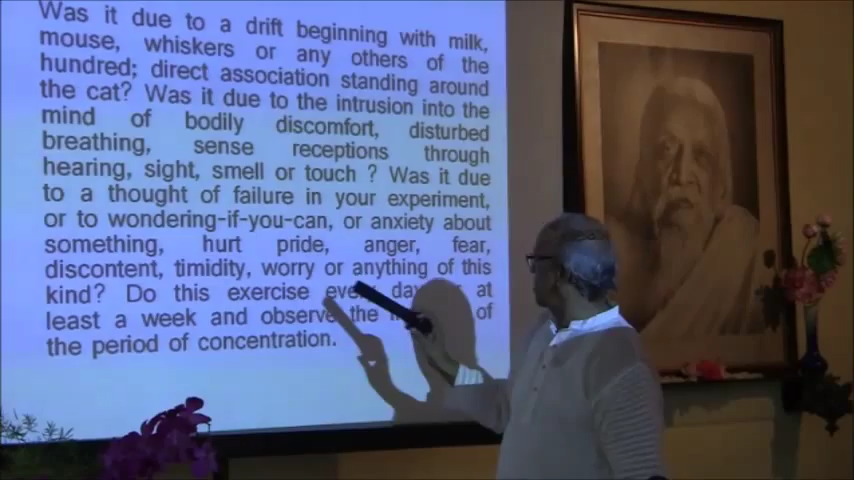 Was it due to a drift beginning with milk,
mouse, whiskers or any others of the
hundred; direct association standing around
the cat? Was it due to the intrusion into the
mind of bodily discomfort, disturbed
breathing, sense receptions through
hearing, sight, smell or touch ? Was it due
to a thought of failure in your experiment,
or to wondering-if-you-can, or anxiety about
something, hurt pride, anger, fear,
discontent, timidity, worry or anything of this
kind? Do this exercise every day at
least a week and observe the of
the period of concentration.